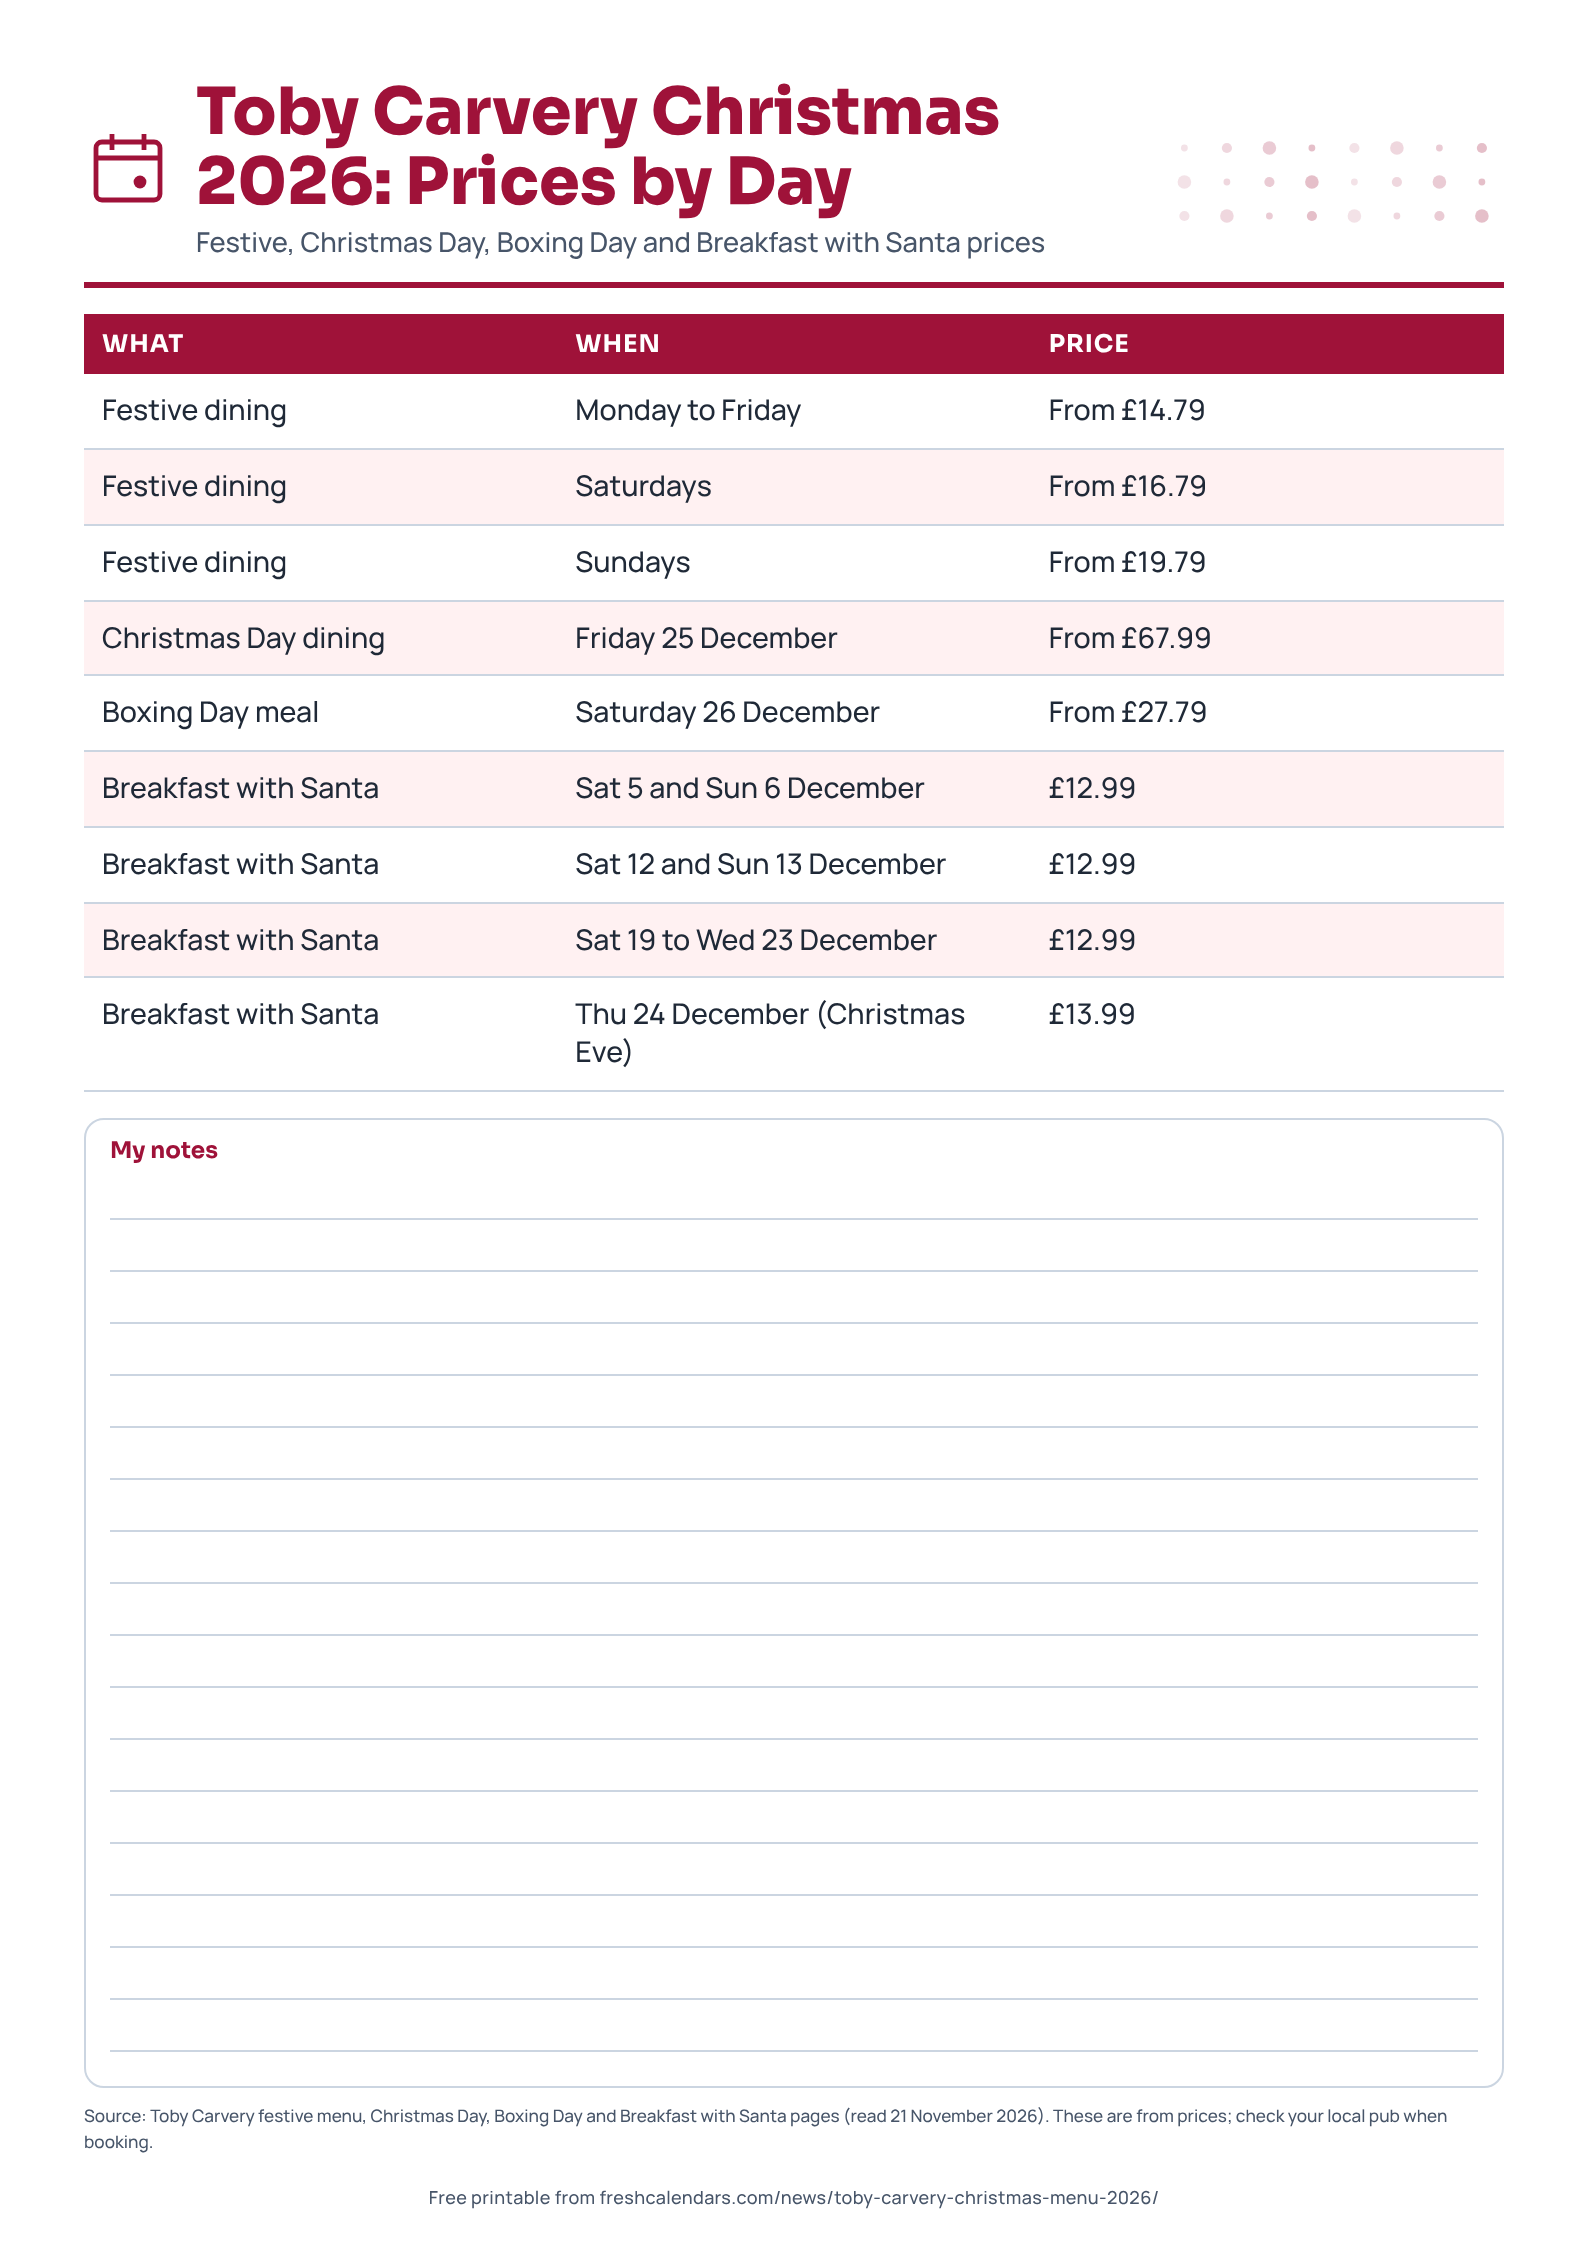 Toby Carvery Christmas
2026: Prices by Day
Festive, Christmas Day, Boxing Day and Breakfast with Santa prices
WHAT WHEN PRICE
Festive dining Monday to Friday From £14.79
Festive dining Saturdays From £16.79
Festive dining Sundays From £19.79
Christmas Day dining Friday 25 December From £67.99
Boxing Day meal Saturday 26 December From £27.79
Breakfast with Santa Sat 5 and Sun 6 December £12.99
Breakfast with Santa Sat 12 and Sun 13 December £12.99
Breakfast with Santa Sat 19 to Wed 23 December £12.99
Breakfast with Santa Thu 24 December (Christmas £13.99
Eve)
My notes
Source: Toby Carvery festive menu, Christmas Day, Boxing Day and Breakfast with Santa pages (read 21 November 2026). These are from prices; check your local pub when
booking.
Free printable from freshcalendars.com/news/toby-carvery-christmas-menu-2026/